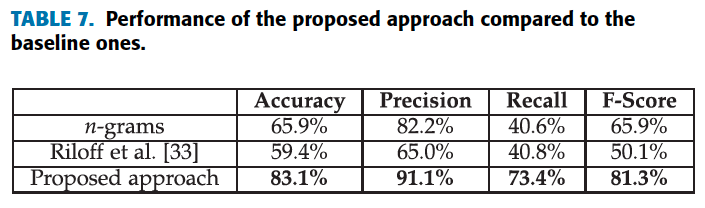 TABLE 7. Performance of the proposed approach compared to the
baseline ones.
Accuracy Precision Recall F-Score
n-grams 65.9% 82.2% 40.6% 65.9%
Riloff et al. [33] 59.4% 65.0% 40.8% 50.1%
Proposed approach 83.1% 91.1% 73.4% 81.3%